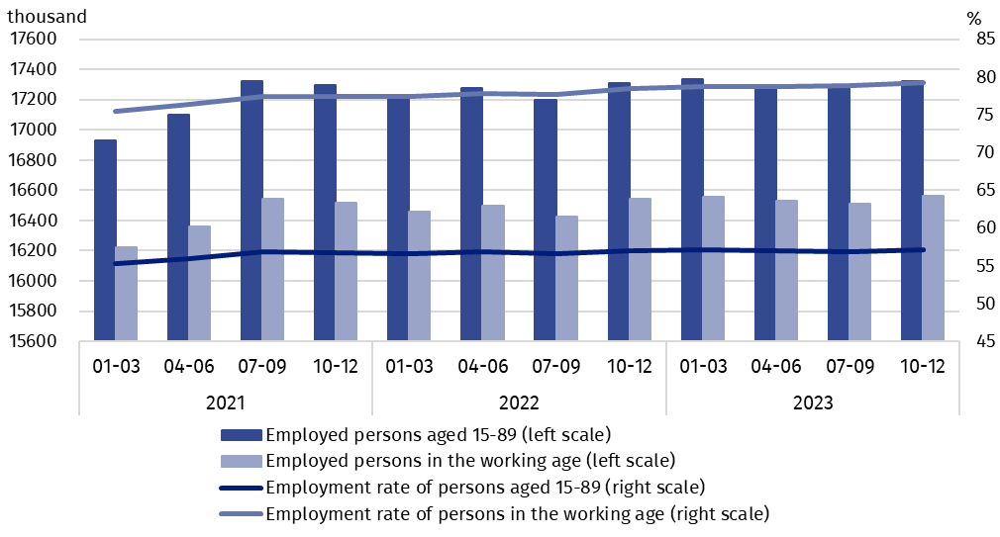 thousand %
17600 85
17400 80
17200 75
17000 70
16800 65
16600 60
16400 55
16200 50
16000 45
15800
15600
01-03 04-06 07-09 10-12 01-03 04-06 07-09 10-12 01-03 04-06 07-09 10-12
2021 2022 2023
Employed persons aged 15-89 (left scale)
Employed persons in the working age (left scale)
Employment rate of persons aged 15-89 (right scale)
Employment rate of persons in the working age (right scale)